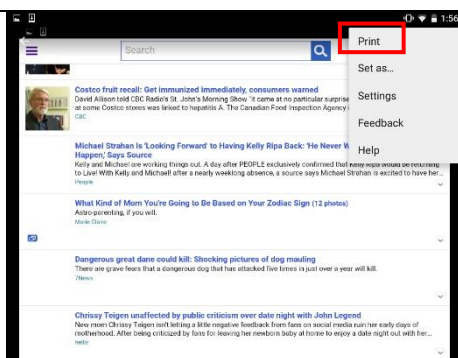 1:56
Search
Print
Set as...
Settings
Feedback
Help
Costco fruit recall: Get immunized immediately, consumers warned
David Allison told CBC Radio's St. John's Morning Show "it came at no particular surprise
at some Costco stores was linked to hepatitis A. The Canadian Food Inspection Agency
CBC
Michael Strahan is 'Looking Forward' to Having Kelly Ripa Back: 'He Never W
Happen,' Says Source
Kelly and Michael are working things out. A day after PEOPLE exclusively confirmed that Kelly Ripa would be returning
to Live! With Kelly and Michael! after a nearly weeklong absence, a source says Michael Strahan is excited to have her...
People
What Kind of Mom You're Going to Be Based on Your Zodiac Sign (12 photos)
Astro-parenting, if you will.
Marie Claire
Dangerous great dane could kill: Shocking pictures of dog mauling
There are grave fears that a dangerous dog that has attacked five times in just over a year will kill.
7News
Chrissy Teigen unaffected by public criticism over date night with John Legend
New mom Chrissy Teigen isn't letting a little negative feedback from fans on social media ruin her early days of
motherhood. After being criticized by fans for leaving her newborn baby at home to enjoy a date night out with her...
hello!